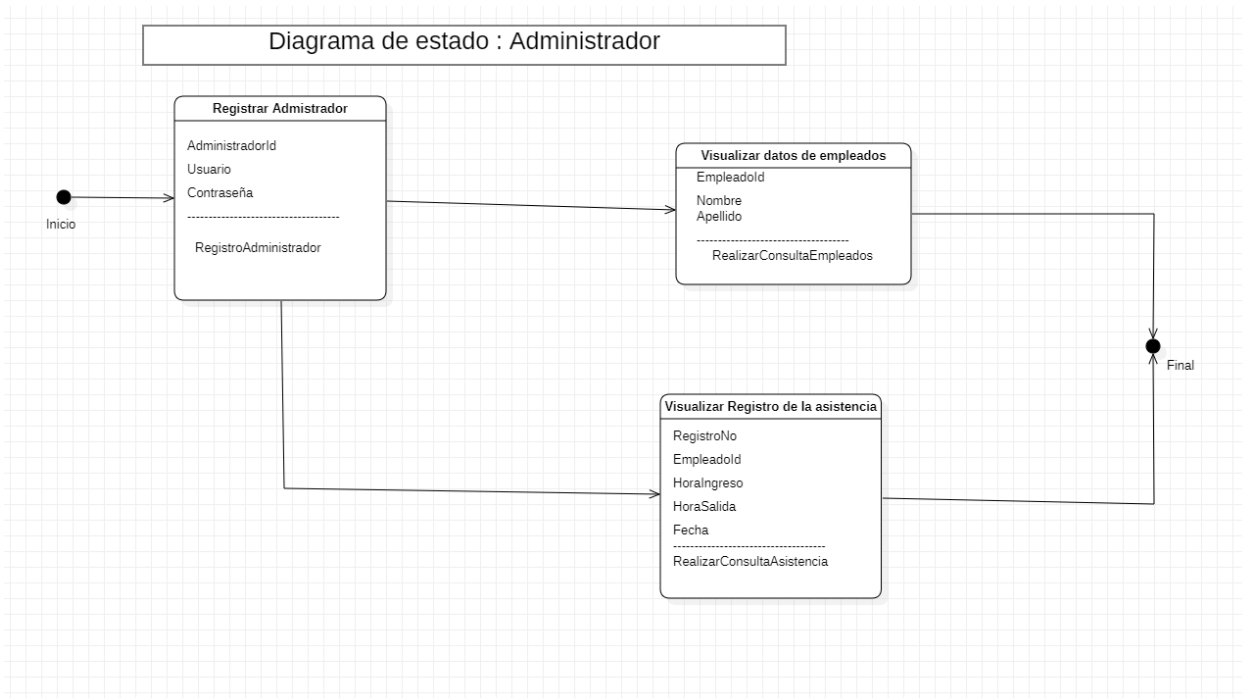 Diagrama de estado : Administrador
Registrar Admistrador
AdministradorId
Usuario
Contraseña
------------------------------------
RegistroAdministrador
Inicio
Visualizar datos de empleados
EmpleadoId
Nombre
Apellido
------------------------------------
RealizarConsultaEmpleados
Final
Visualizar Registro de la asistencia
RegistroNo
EmpleadoId
HoraIngreso
HoraSalida
Fecha
------------------------------------
RealizarConsultaAsistencia